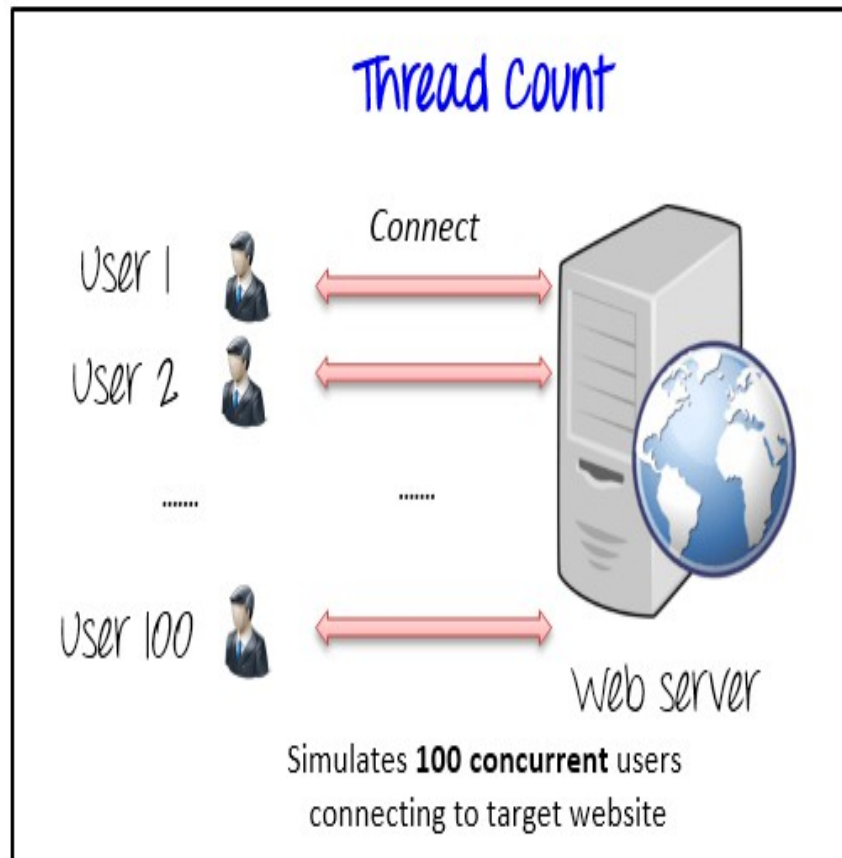 Thread Count
Connect
User 1
User 2
.......
.......
User 100
Web server
Simulates 100 concurrent users
connecting to target website